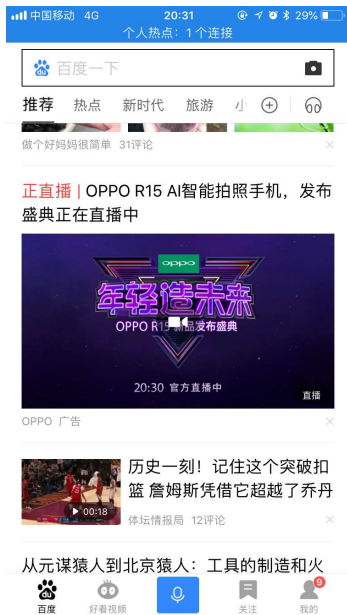 中国移动 4G 20:31 29%
个人热点：1个连接
du 百度一下
推荐 热点 新时代 旅游
做个好妈妈很简单 31评论
正直播 | OPPO R15 AI智能拍照手机，发布
盛典正在直播中
oppo
年轻造未来
OPPO R15 新品发布盛典
20:30 官方直播中
直播
OPPO 广告
历史一刻！记住这个突破扣
篮 詹姆斯凭借它超越了乔丹
00:18
体坛情报局 12评论
从元谋猿人到北京猿人：工具的制造和火
9
百度 好看视频 关注 我的